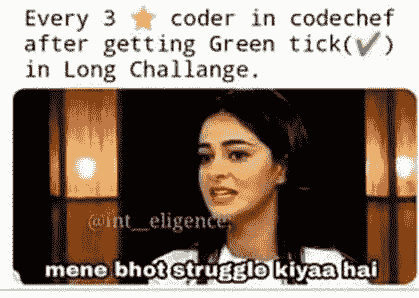 Every 3 ⭐ coder in codechef
after getting Green tick(✔)
in Long Challange.
@int__eligence
mene bhot struggle kiyaa hai